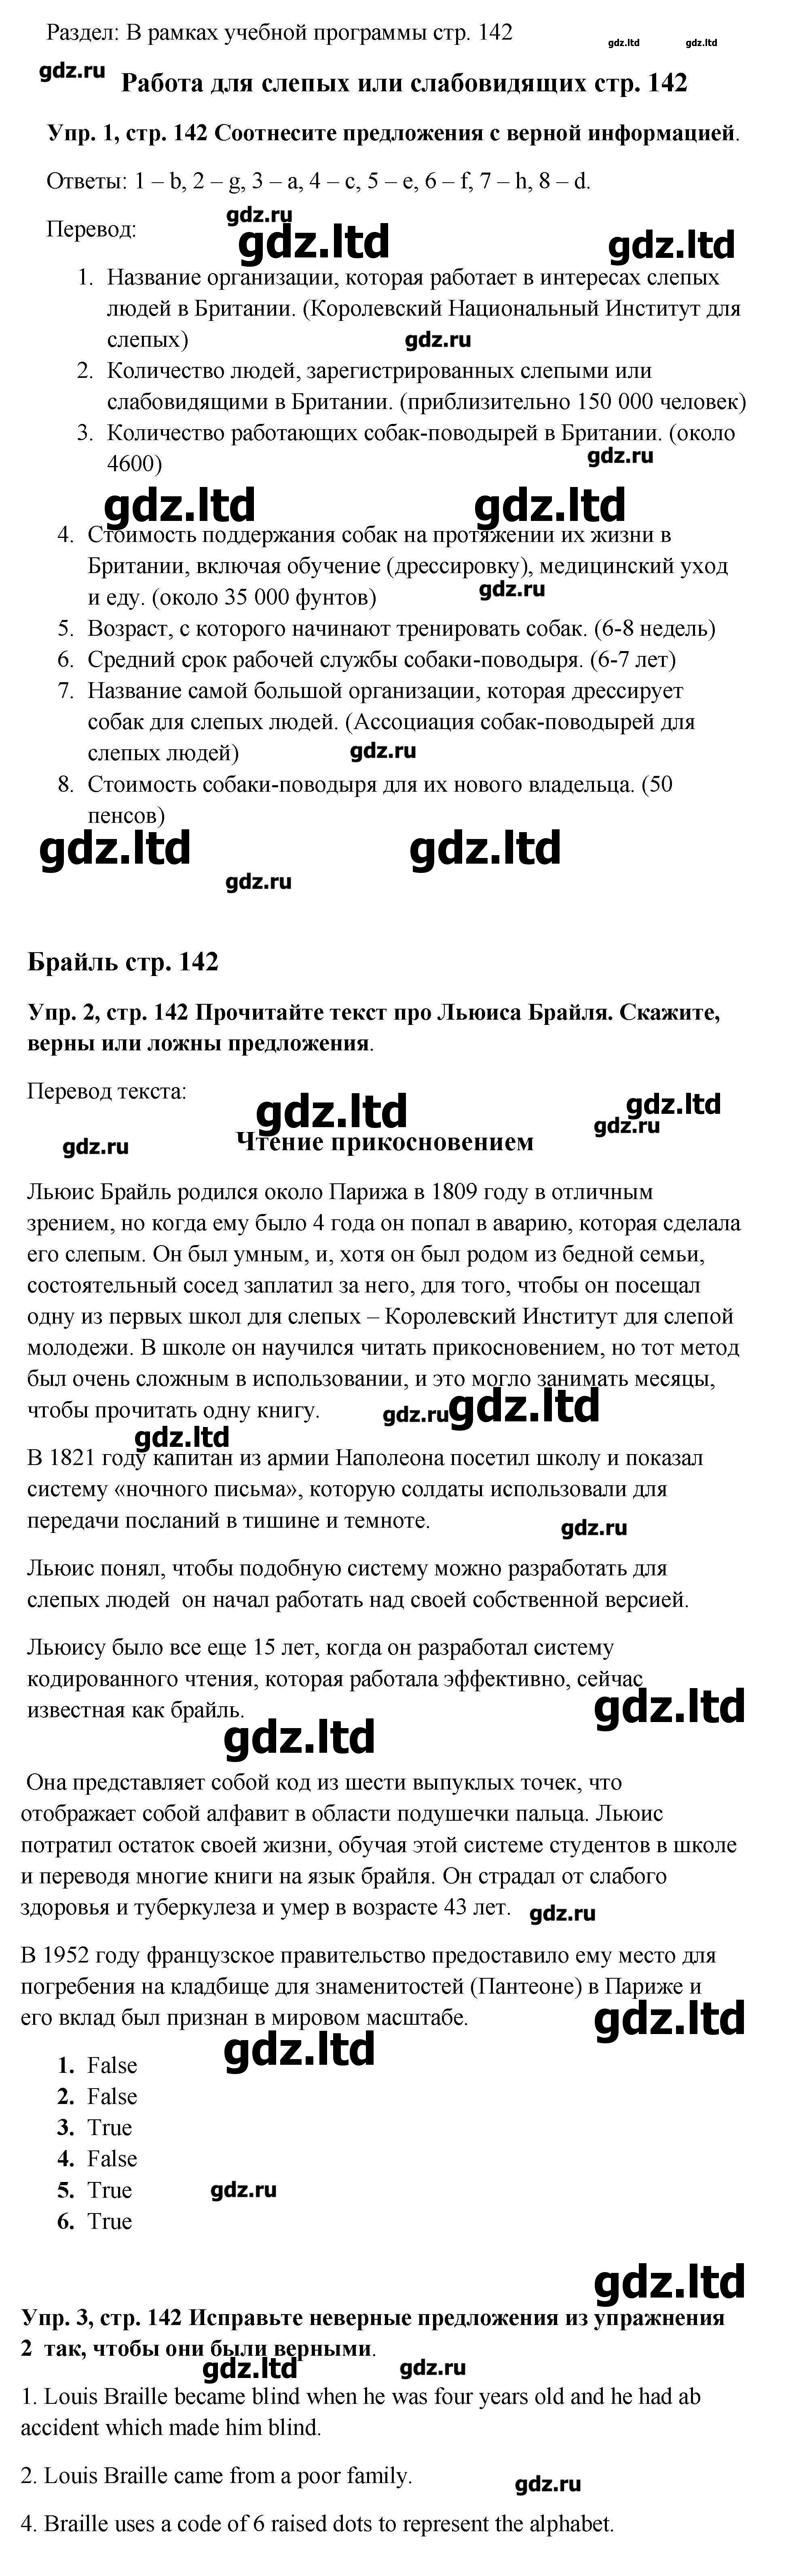 Раздел: В рамках учебной программы стр. 142
gdz.ltd gdz.ltd
gdz.ru
Работа для слепых или слабовидящих стр. 142
Упр. 1, стр. 142 Соотнесите предложения с верной информацией.
Ответы: 1 – b, 2 – g, 3 – a, 4 – c, 5 – e, 6 – f, 7 – h, 8 – d.
gdz.ru
Перевод:
gdz.ltd gdz.ltd
1. Название организации, которая работает в интересах слепых
людей в Британии. (Королевский Национальный Институт для
слепых)
gdz.ru
2. Количество людей, зарегистрированных слепыми или
слабовидящими в Британии. (приблизительно 150 000 человек)
3. Количество работающих собак-поводырей в Британии. (около
4600)
gdz.ru
gdz.ltd gdz.ltd
4. Стоимость поддержания собак на протяжении их жизни в
Британии, включая обучение (дрессировку), медицинский уход
и еду. (около 35 000 фунтов)
gdz.ru
5. Возраст, с которого начинают тренировать собак. (6-8 недель)
6. Средний срок рабочей службы собаки-поводыря. (6-7 лет)
7. Название самой большой организации, которая дрессирует
собак для слепых людей. (Ассоциация собак-поводырей для
слепых людей)
gdz.ru
8. Стоимость собаки-поводыря для их нового владельца. (50
пенсов)
gdz.ltd gdz.ltd
gdz.ru
Брайль стр. 142
Упр. 2, стр. 142 Прочитайте текст про Льюиса Брайля. Скажите,
верны или ложны предложения.
Перевод текста:
gdz.ltd gdz.ltd
gdz.ru
gdz.ru
Чтение прикосновением
Льюис Брайль родился около Парижа в 1809 году в отличным
зрением, но когда ему было 4 года он попал в аварию, которая сделала
его слепым. Он был умным, и, хотя он был родом из бедной семьи,
состоятельный сосед заплатил за него, для того, чтобы он посещал
одну из первых школ для слепых – Королевский Институт для слепой
молодежи. В школе он научился читать прикосновением, но тот метод
был очень сложным в использовании, и это могло занимать месяцы,
чтобы прочитать одну книгу.
gdz.ru gdz.ltd
gdz.ltd
В 1821 году капитан из армии Наполеона посетил школу и показал
систему «ночного письма», которую солдаты использовали для
передачи посланий в тишине и темноте.
gdz.ru
Льюис понял, чтобы подобную систему можно разработать для
слепых людей  он начал работать над своей собственной версией.
Льюису было все еще 15 лет, когда он разработал систему
кодированного чтения, которая работала эффективно, сейчас
известная как брайль.
gdz.ltd
gdz.ltd
Она представляет собой код из шести выпуклых точек, что
отображает собой алфавит в области подушечки пальца. Льюис
потратил остаток своей жизни, обучая этой системе студентов в школе
и переводя многие книги на язык брайля. Он страдал от слабого
здоровья и туберкулеза и умер в возрасте 43 лет.
gdz.ru
В 1952 году французское правительство предоставило ему место для
погребения на кладбище для знаменитостей (Пантеоне) в Париже и
его вклад был признан в мировом масштабе.
gdz.ltd
gdz.ltd
1. False
2. False
3. True
4. False
5. True
gdz.ru
6. True
gdz.ltd
Упр. 3, стр. 142 Исправьте неверные предложения из упражнения
2  так, чтобы они были верными.
gdz.ltd gdz.ru
1. Louis Braille became blind when he was four years old and he had ab
accident which made him blind.
2. Louis Braille came from a poor family.
gdz.ru
4. Braille uses a code of 6 raised dots to represent the alphabet.